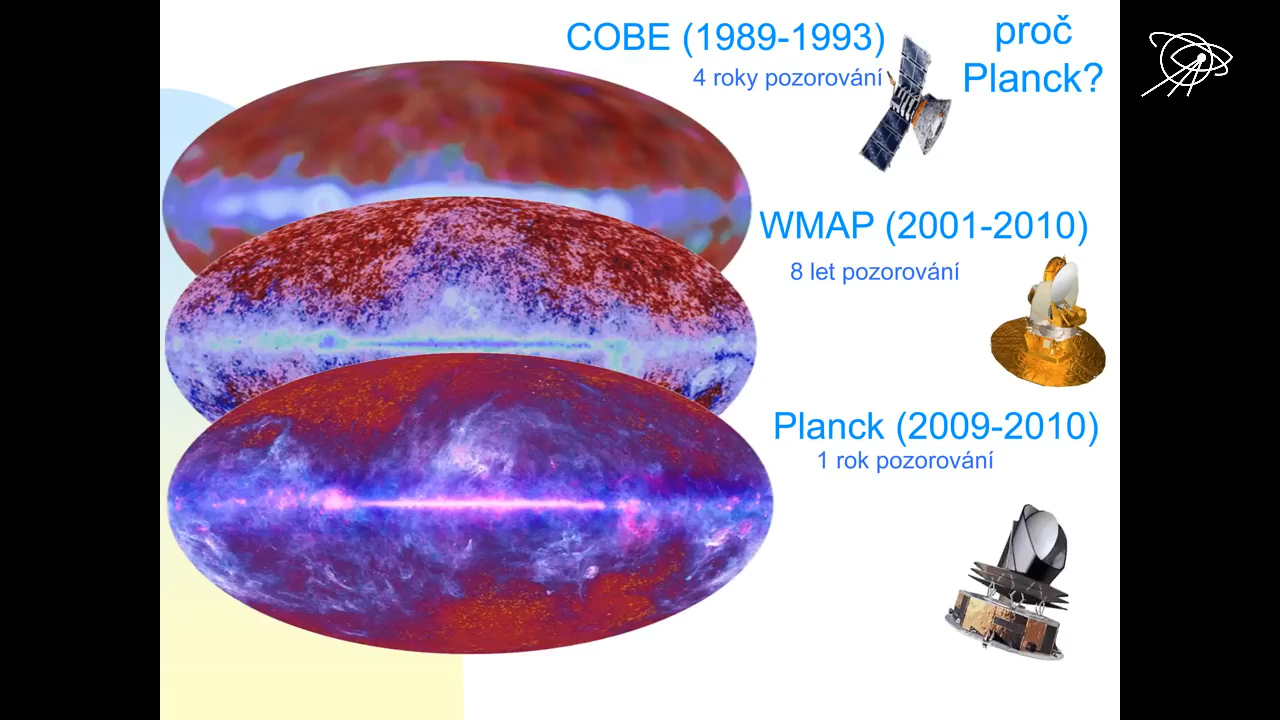 COBE (1989-1993)
4 roky pozorování
proč
Planck?
WMAP (2001-2010)
8 let pozorování
Planck (2009-2010)
1 rok pozorování